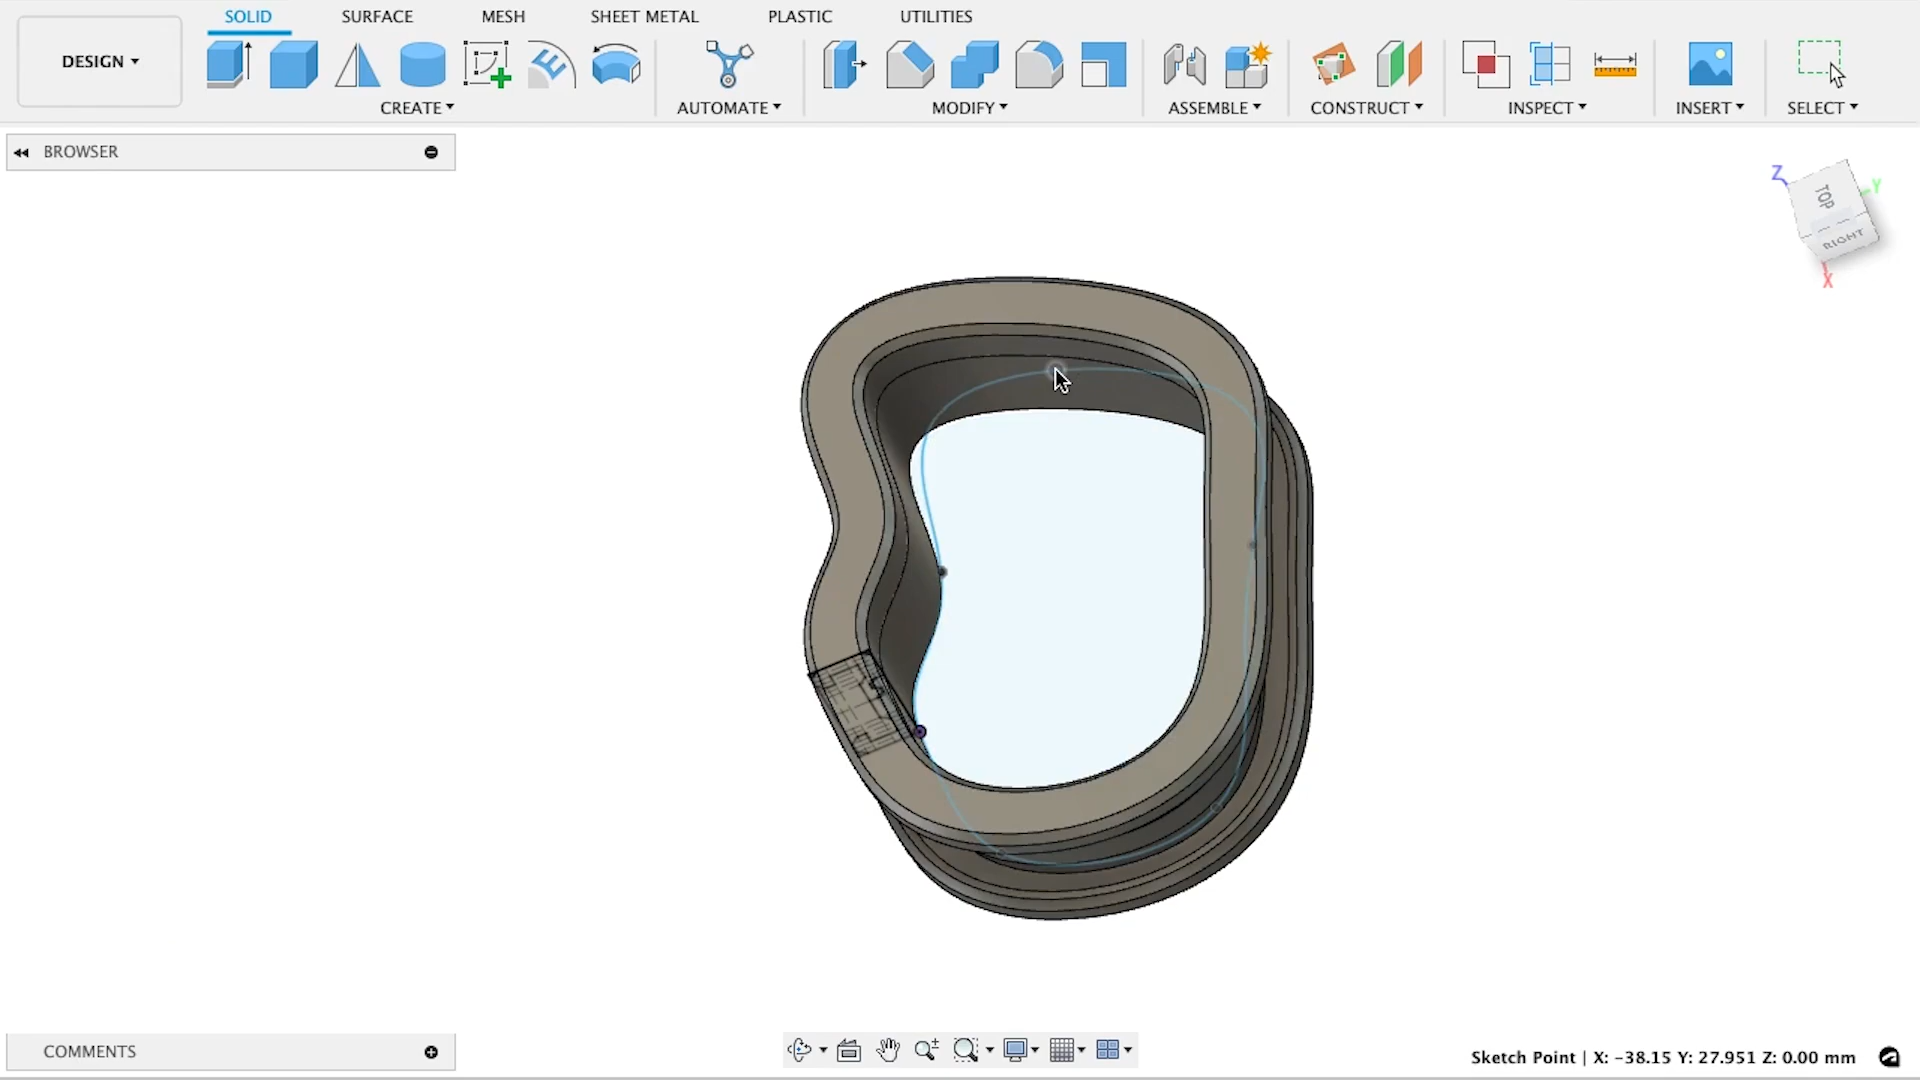 SOLID SURFACE MESH SHEET METAL PLASTIC UTILITIES
DESIGN
CREATE AUTOMATE MODIFY ASSEMBLE CONSTRUCT INSPECT INSERT SELECT
BROWSER
Z Y
TOP
RIGHT
X
COMMENTS
Sketch Point | X: -38.15 Y: 27.951 Z: 0.00 mm